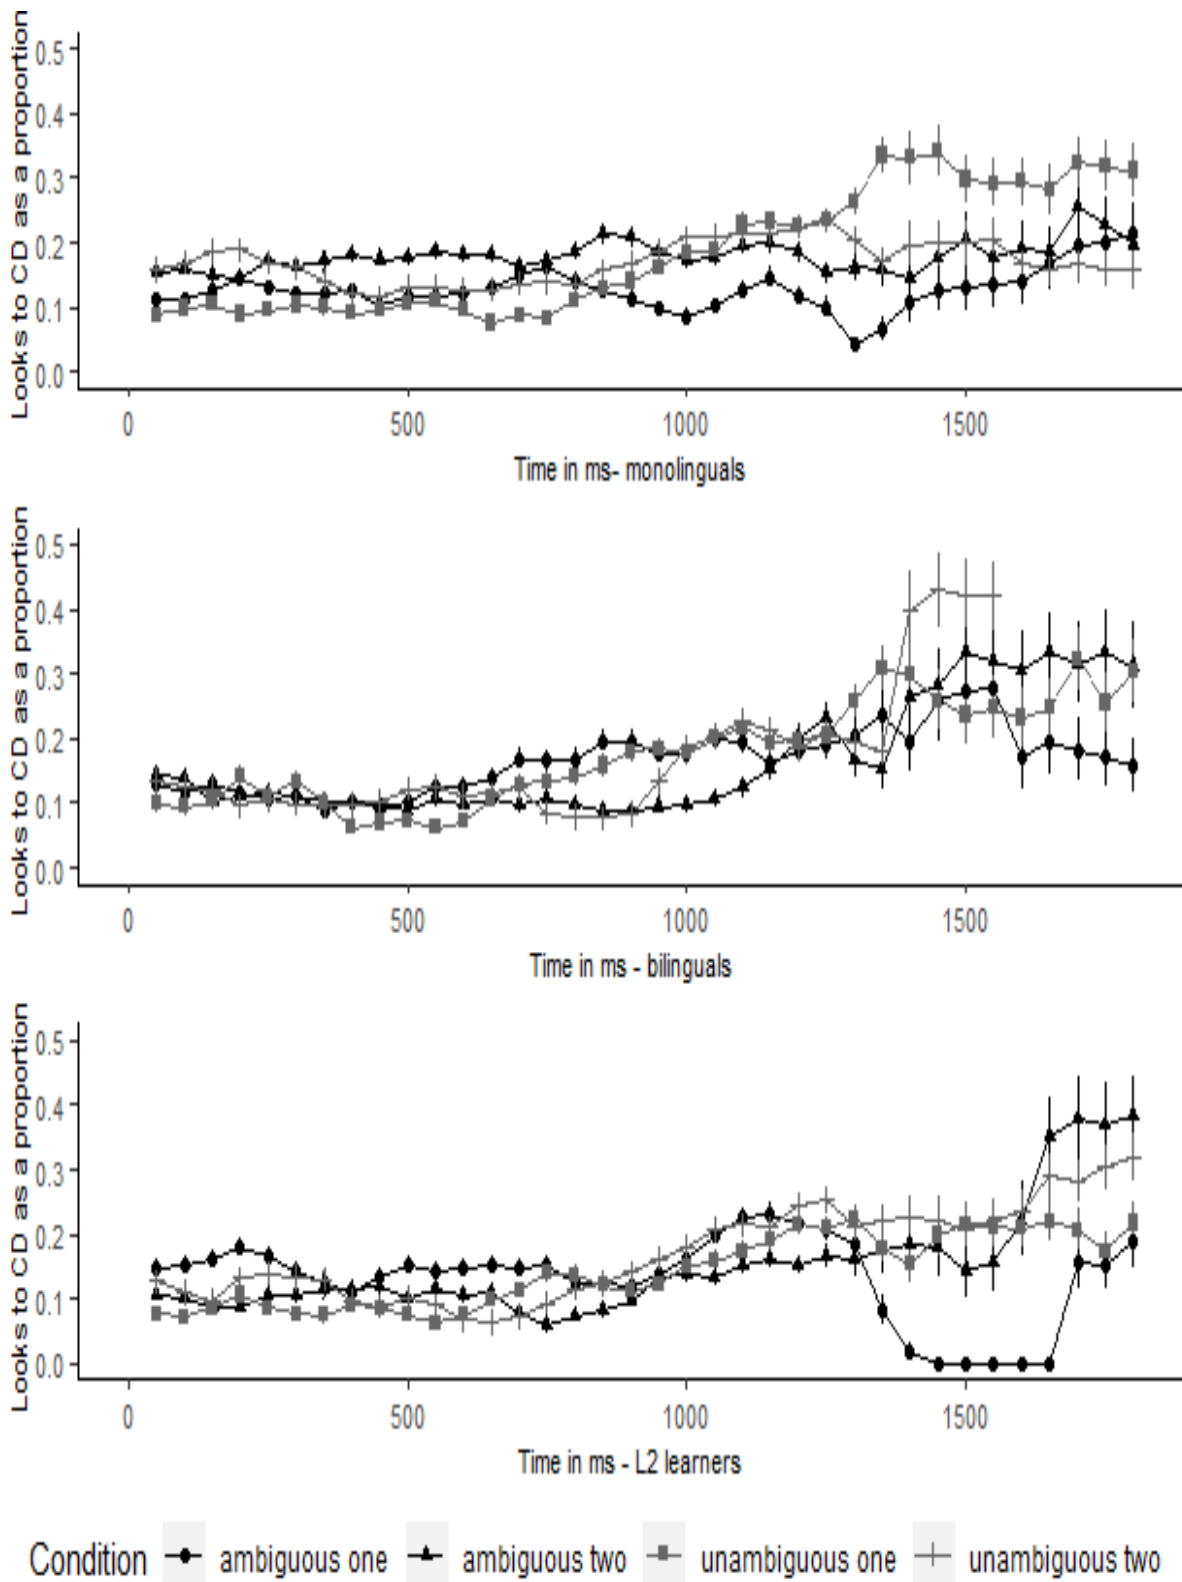 Looks to CD as a proportion
0.5
0.4
0.3
0.2
0.1
0.0
0 500 1000 1500
Time in ms- monolinguals
Looks to CD as a proportion
0.5
0.4
0.3
0.2
0.1
0.0
0 500 1000 1500
Time in ms - bilinguals
Looks to CD as a proportion
0.5
0.4
0.3
0.2
0.1
0.0
0 500 1000 1500
Time in ms - L2 learners
Condition ambiguous one ambiguous two unambiguous one unambiguous two